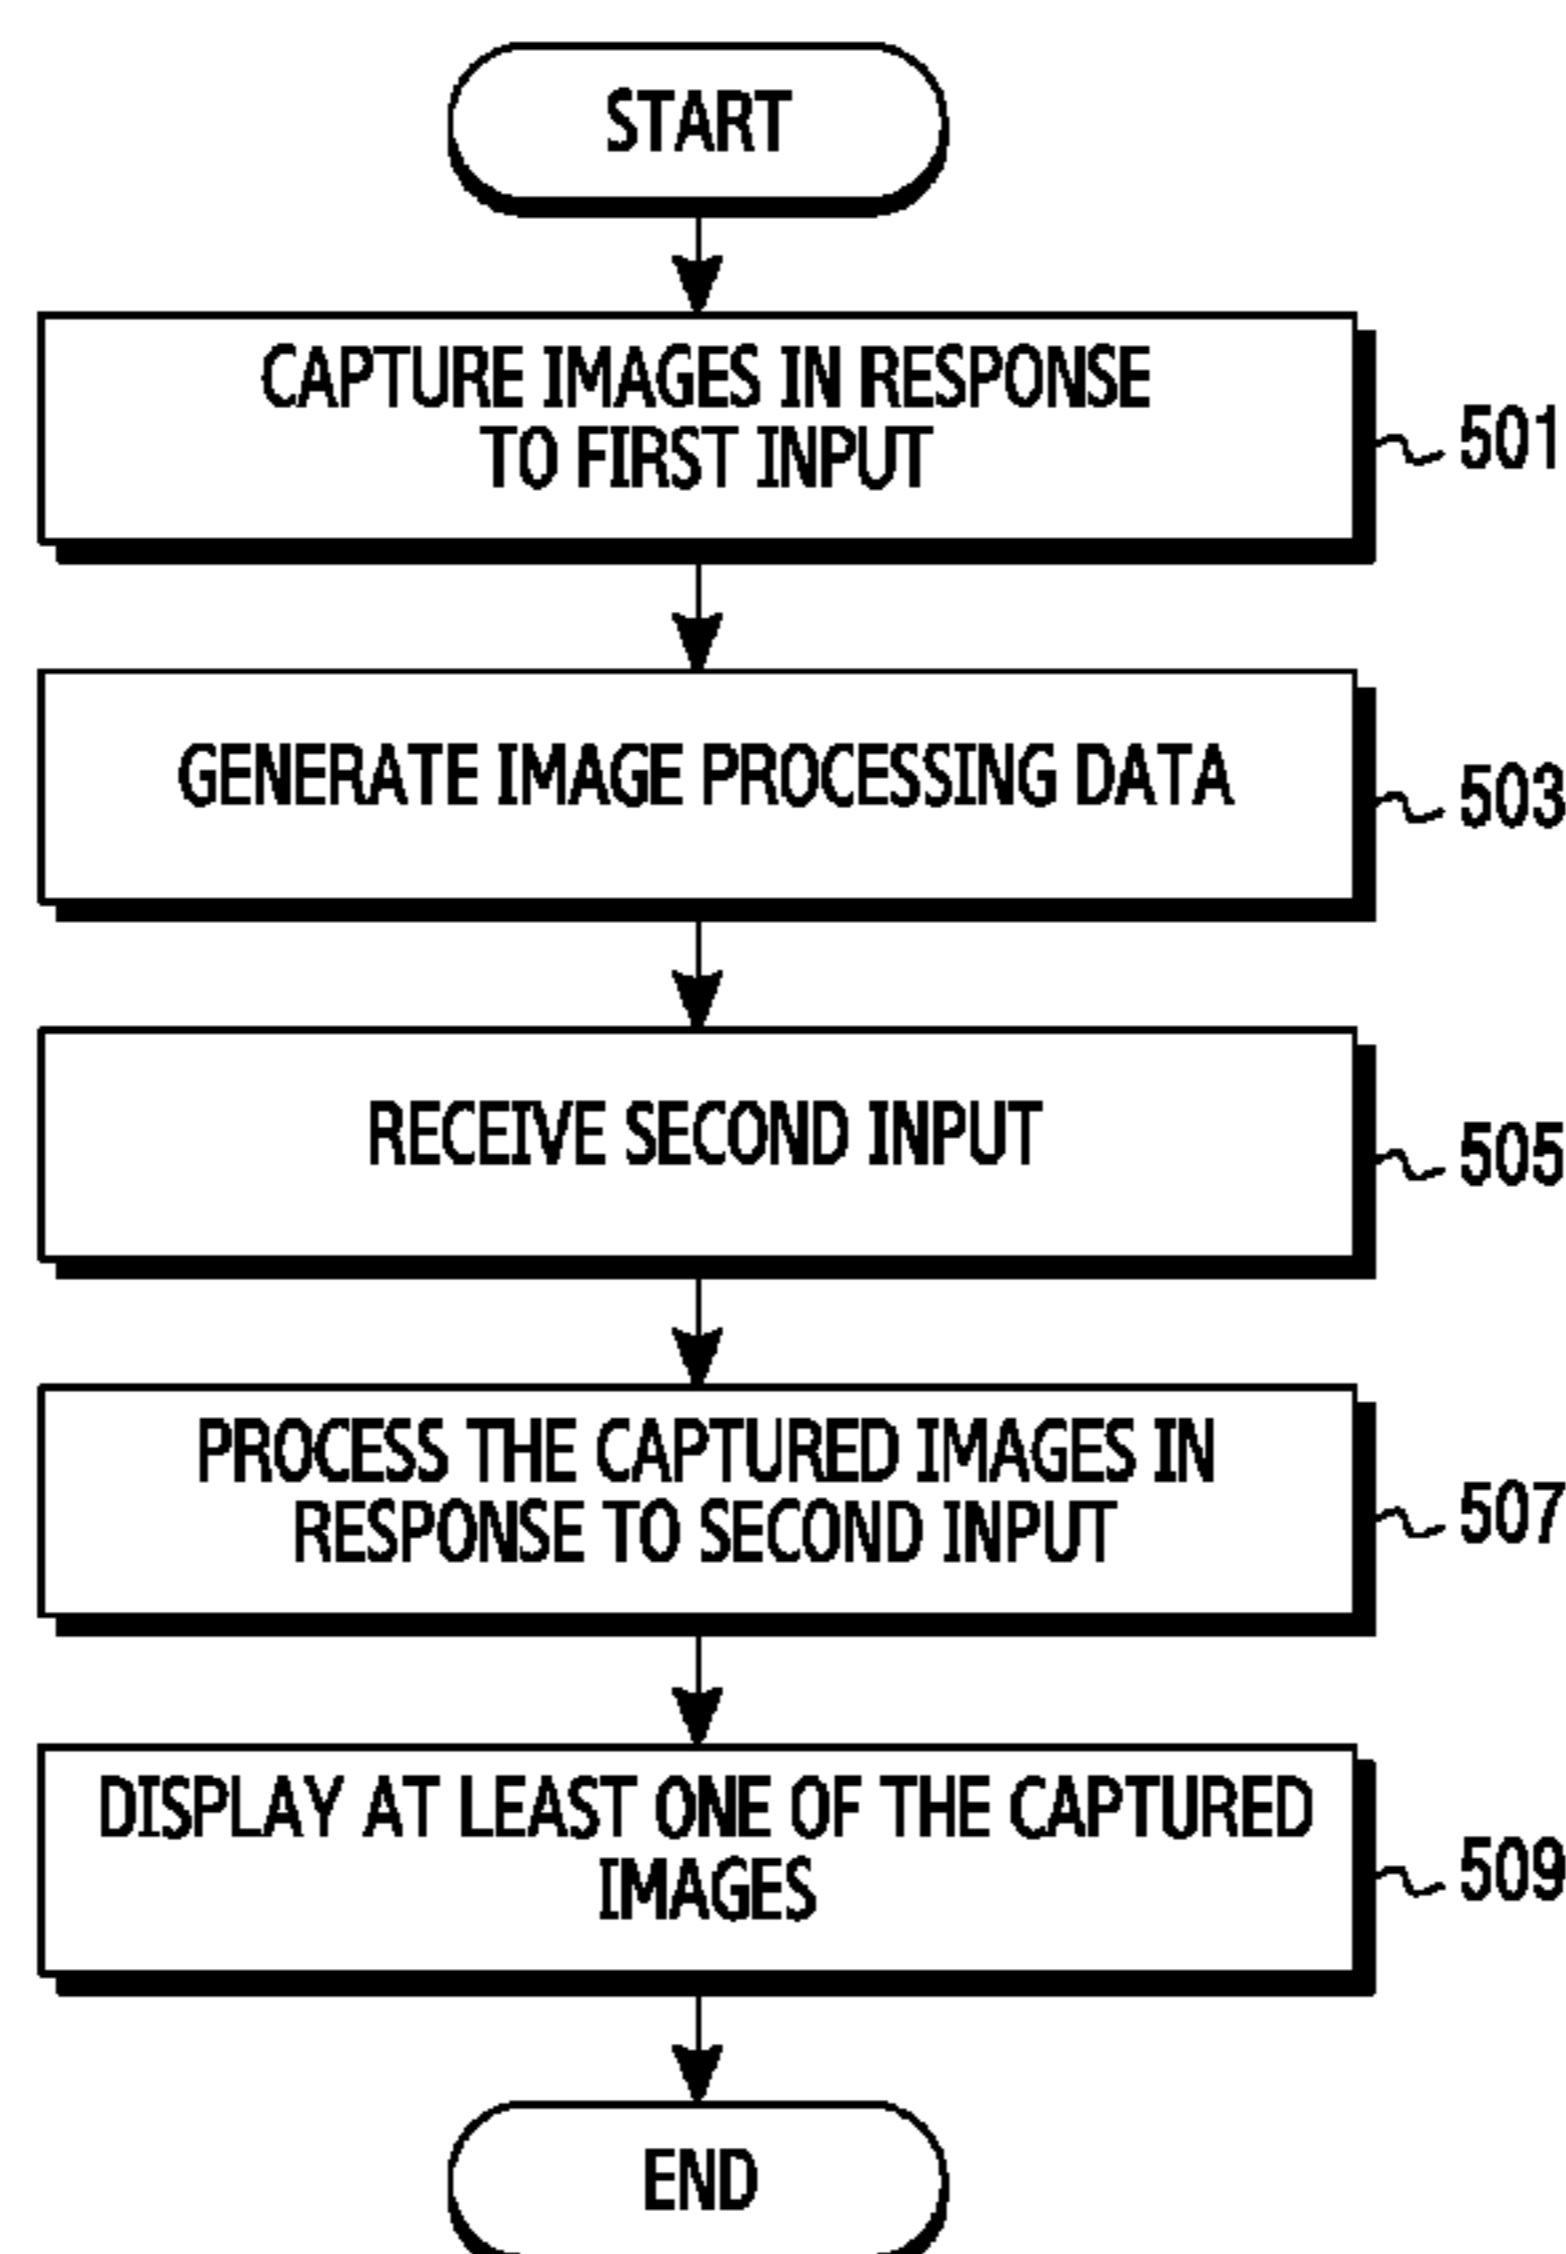 START
CAPTURE IMAGES IN RESPONSE
TO FIRST INPUT
501
GENERATE IMAGE PROCESSING DATA
503
RECEIVE SECOND INPUT
505
PROCESS THE CAPTURED IMAGES IN
RESPONSE TO SECOND INPUT
507
DISPLAY AT LEAST ONE OF THE CAPTURED
IMAGES
509
END